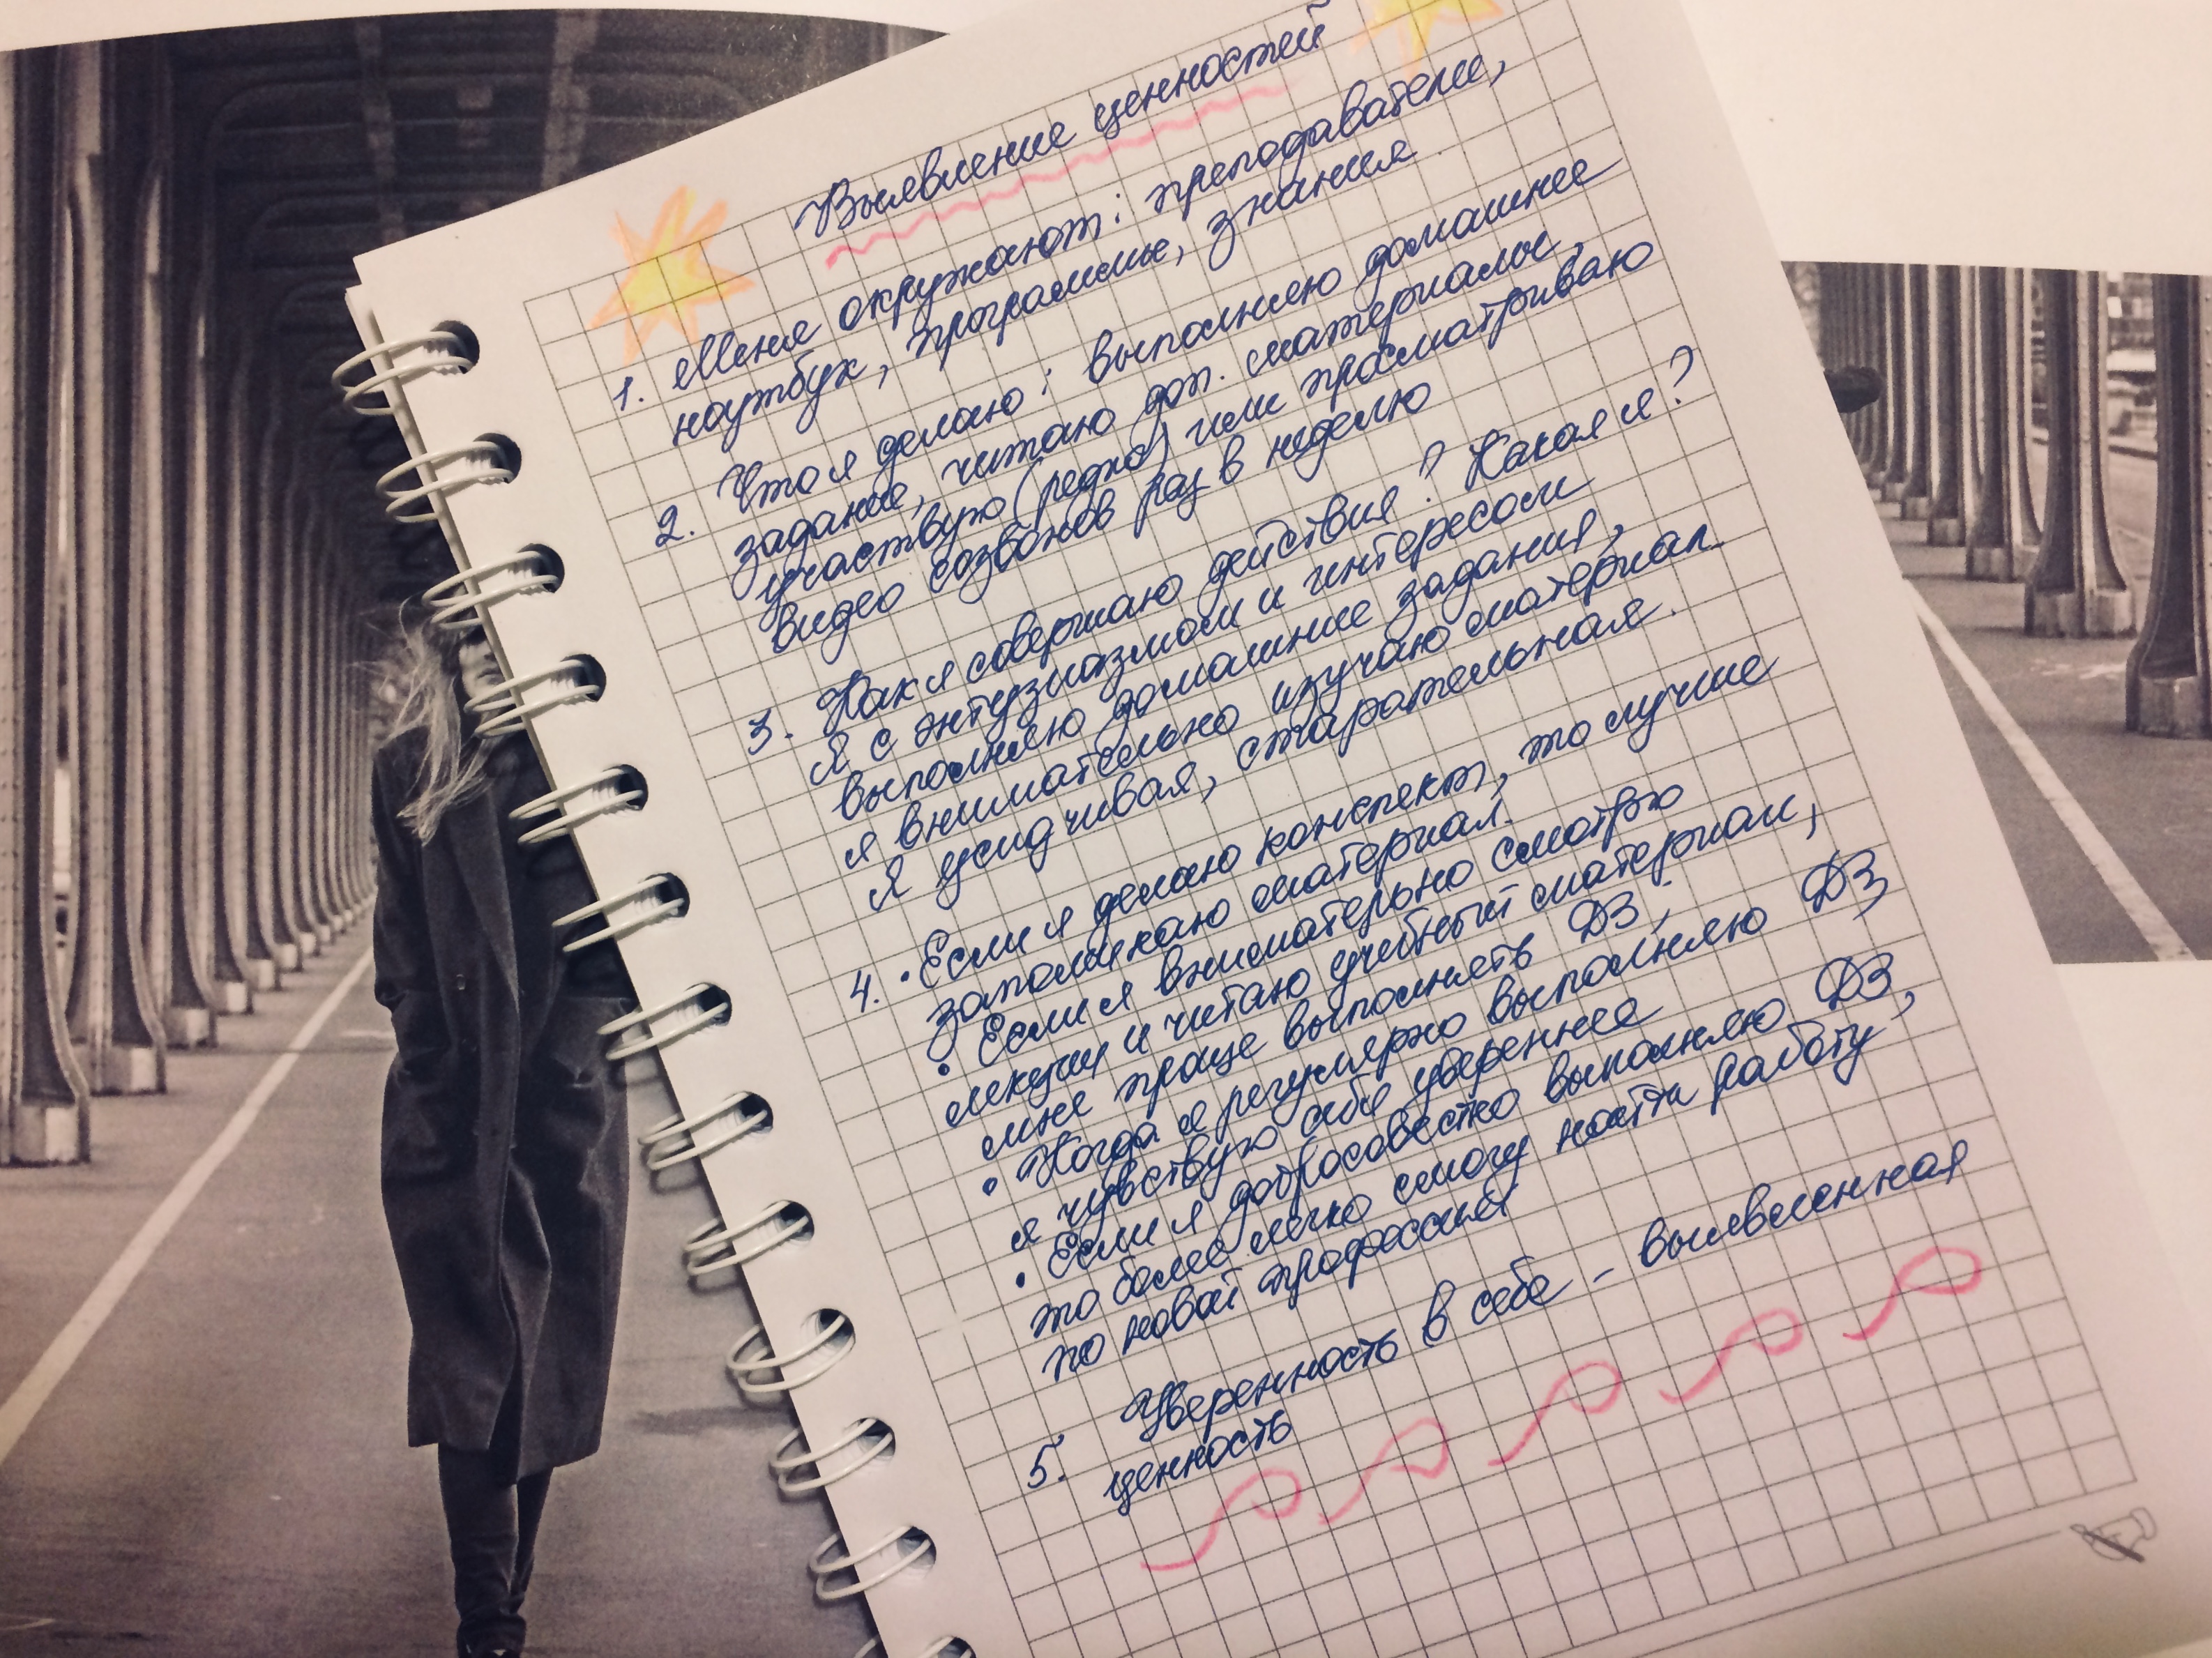 Выявление ценностей
1. Меня окружают: преподаватели,
ноутбук, программы, знания
2. Что я делаю: выполняю домашнее
задание, читаю доп. материалы,
участвую (редко) или просматриваю
видео созвонов раз в неделю
3. Как я совершаю действия? Какая я?
Я с энтузиазмом и интересом
выполняю домашние задания,
я внимательно изучаю материал.
Я усидчивая, старательная.
4. • Если я делаю конспект, то лучше
запоминаю материал.
• Если я внимательно смотрю
лекции и читаю учебный материал,
мне проще выполнять ДЗ;
• Когда я регулярно выполняю ДЗ
я чувствую себя увереннее
• Если я добросовестно выполняю ДЗ,
то более легко смогу найти работу,
по новой профессии
5. Уверенность в себе - выявленная
ценность